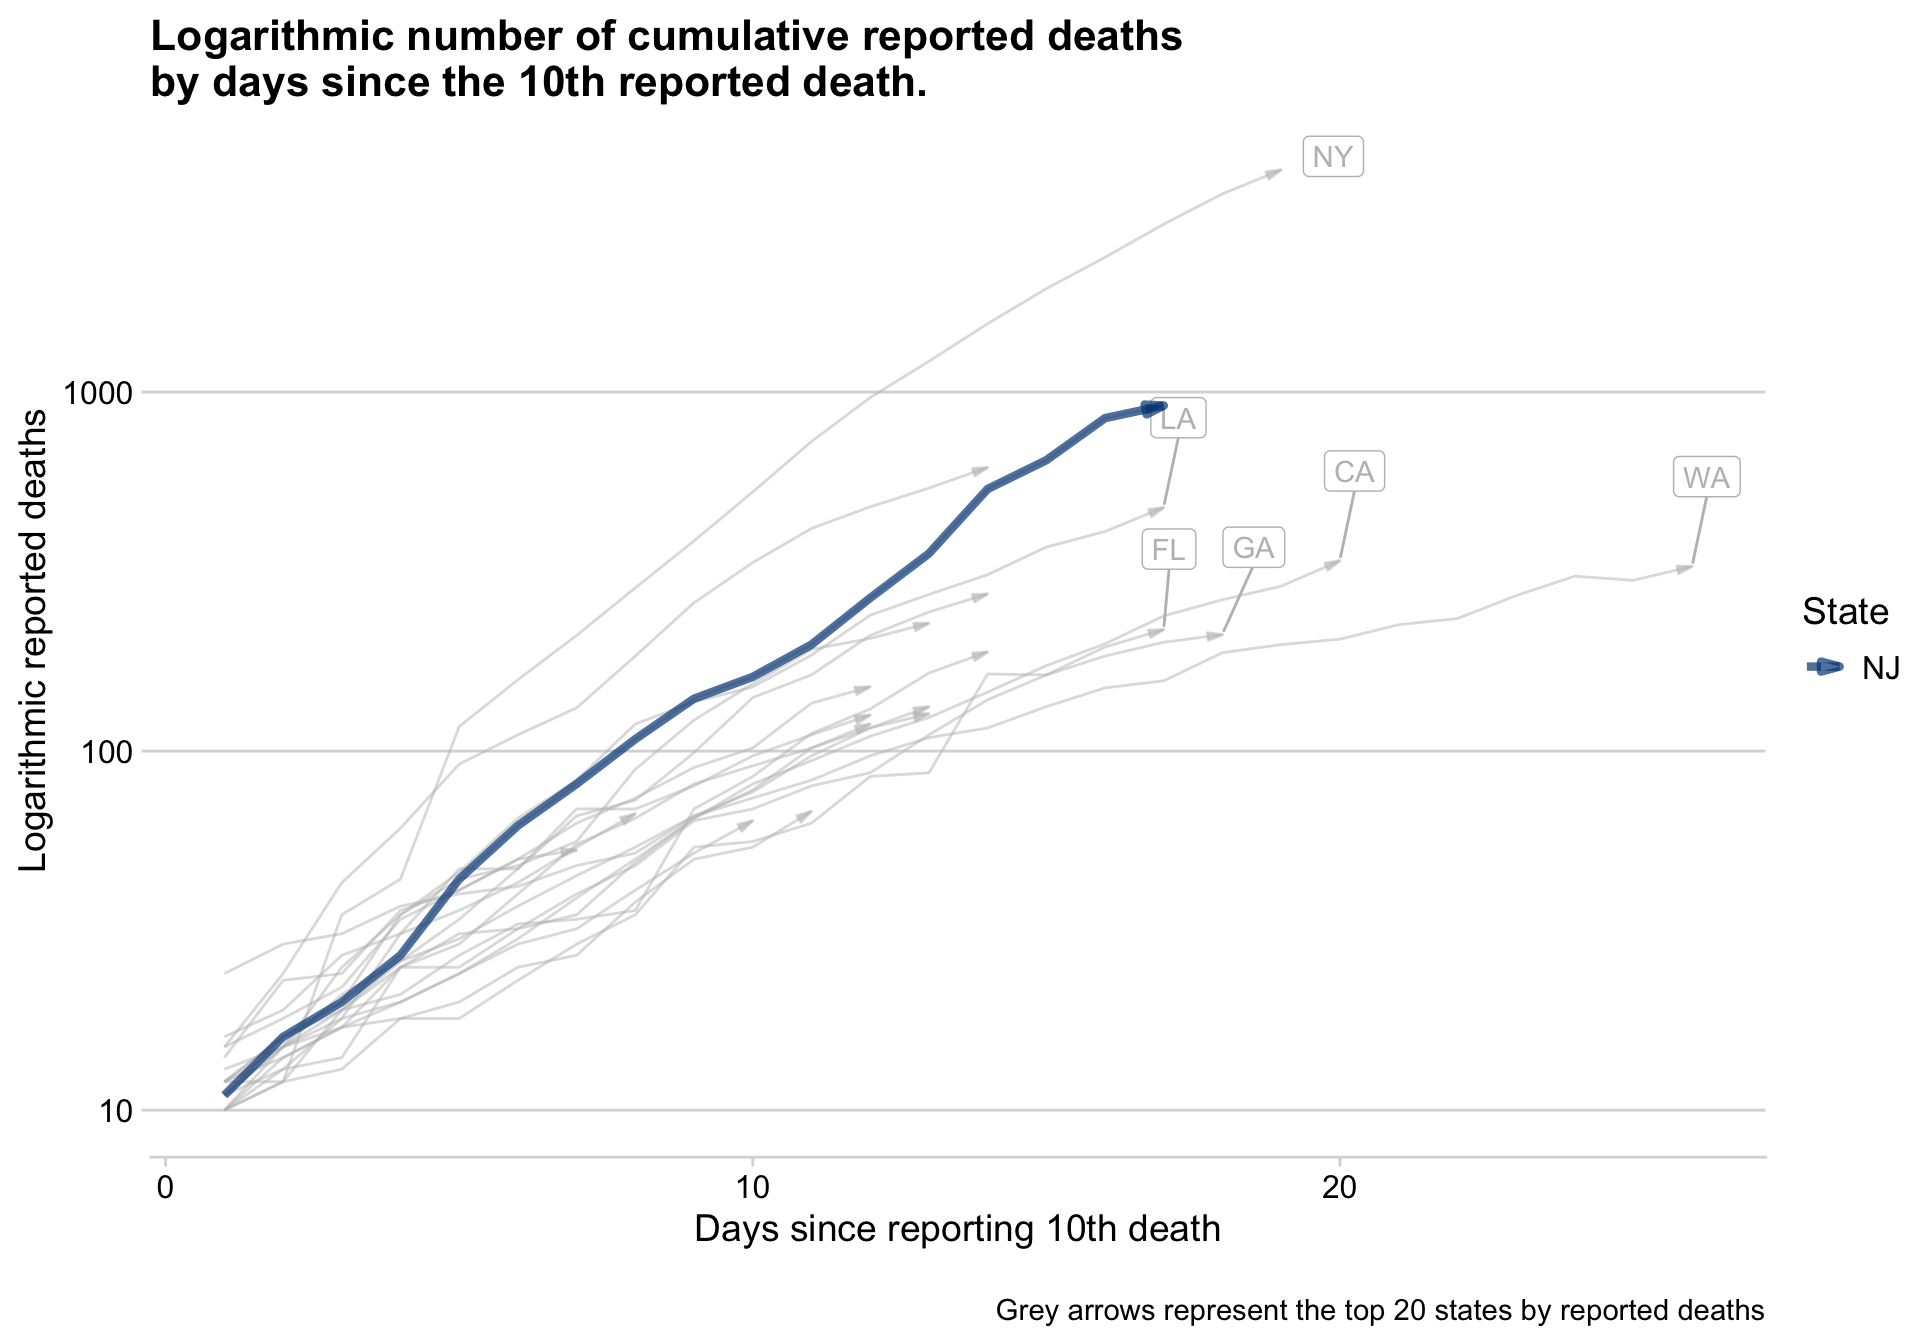 Logarithmic number of cumulative reported deaths
by days since the 10th reported death.
NY
1000
LA
CA
WA
FL
GA
State
NJ
100
10
Logarithmic reported deaths
0
10
20
Days since reporting 10th death
Grey arrows represent the top 20 states by reported deaths